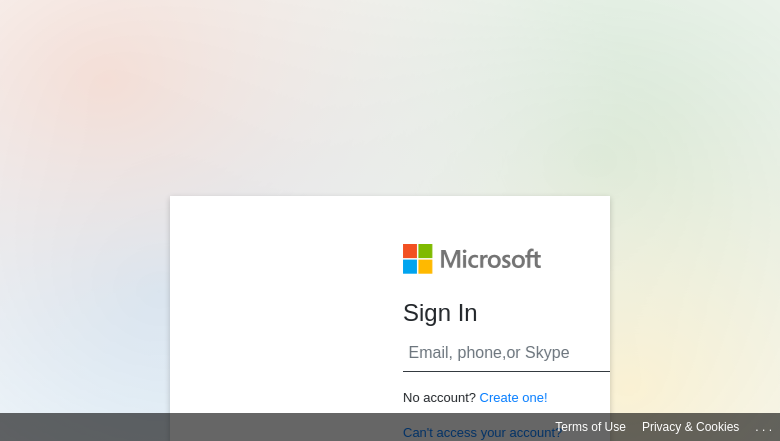 Microsoft
Sign In
Email, phone,or Skype
No account? Create one!
Can't access your account?
Terms of Use Privacy & Cookies . . .